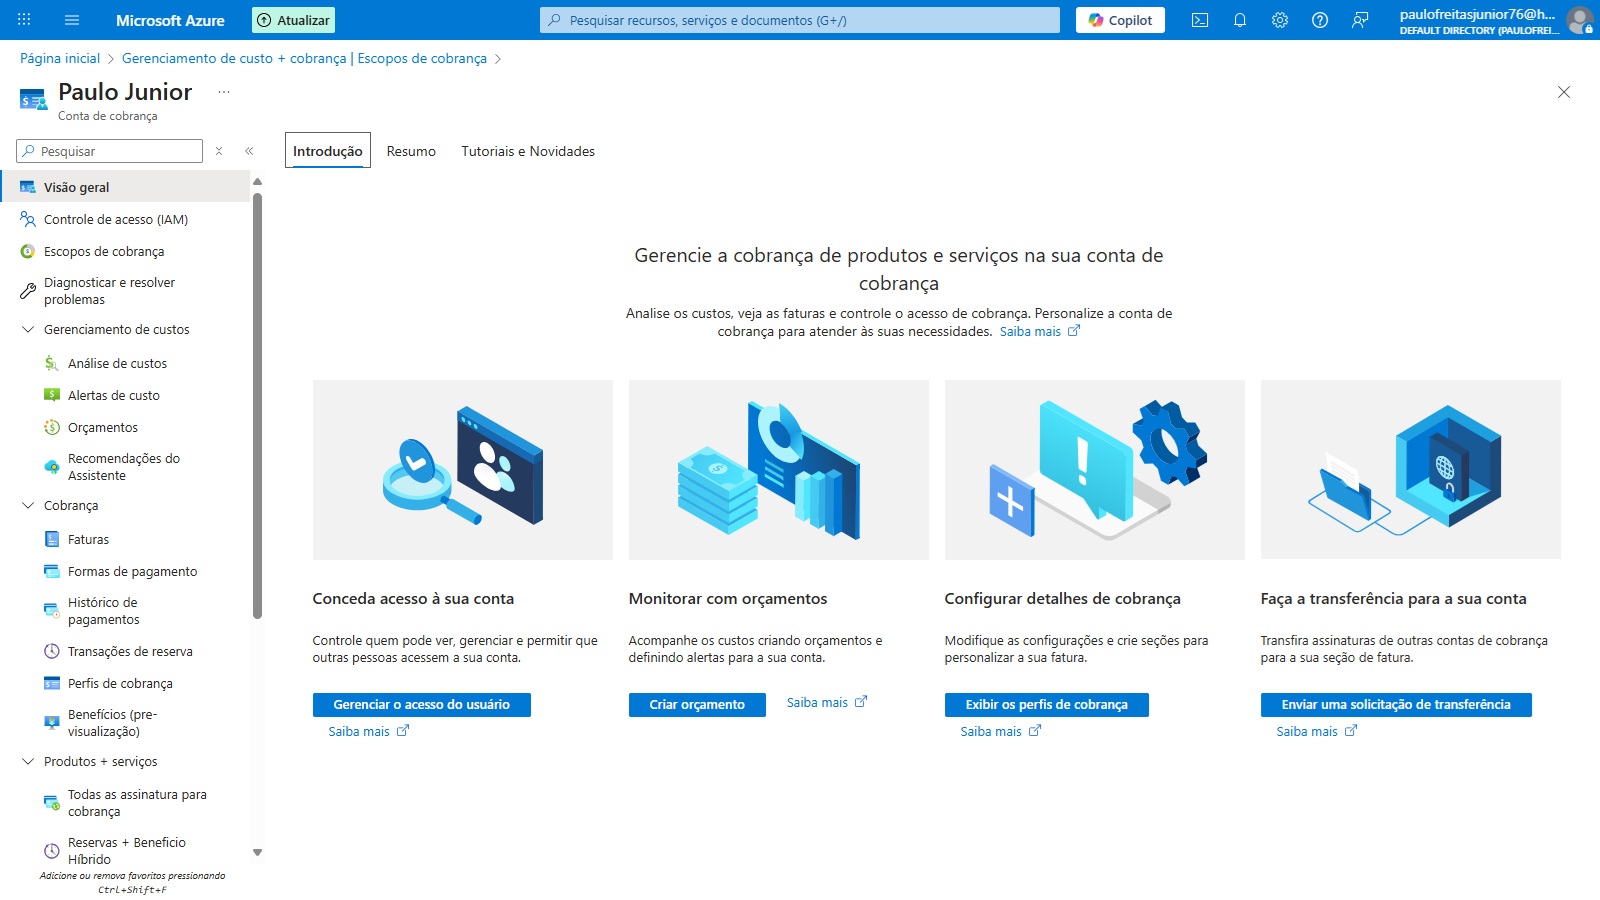 Microsoft Azure
Atualizar
Pesquisar recursos, serviços e documentos (G+/)
Copilot
paulofreitasjunior76@h...
DEFAULT DIRECTORY (PAULOFREI...
Página inicial > Gerenciamento de custo + cobrança | Escopos de cobrança >
Paulo Junior ...
Conta de cobrança
Pesquisar
Introdução
Resumo
Tutoriais e Novidades
Visão geral
Controle de acesso (IAM)
Escopos de cobrança
Diagnosticar e resolver
problemas
Gerenciamento de custos
Análise de custos
Alertas de custo
Orçamentos
Recomendações do
Assistente
Cobrança
Faturas
Formas de pagamento
Histórico de
pagamentos
Transações de reserva
Perfis de cobrança
Benefícios (pre-
visualização)
Produtos + serviços
Todas as assinatura para
cobrança
Reservas + Beneficio
Híbrido
Adicione ou remova favoritos pressionando
Ctrl+Shift+F
Gerencie a cobrança de produtos e serviços na sua conta de
cobrança
Analise os custos, veja as faturas e controle o acesso de cobrança. Personalize a conta de
cobrança para atender às suas necessidades. Saiba mais
Conceda acesso à sua conta
Controle quem pode ver, gerenciar e permitir que
outras pessoas acessem a sua conta.
Gerenciar o acesso do usuário
Saiba mais
Monitorar com orçamentos
Acompanhe os custos criando orçamentos e
definindo alertas para a sua conta.
Criar orçamento
Saiba mais
Configurar detalhes de cobrança
Modifique as configurações e crie seções para
personalizar a sua fatura.
Exibir os perfis de cobrança
Saiba mais
Faça a transferência para a sua conta
Transfira assinaturas de outras contas de cobrança
para a sua seção de fatura.
Enviar uma solicitação de transferência
Saiba mais